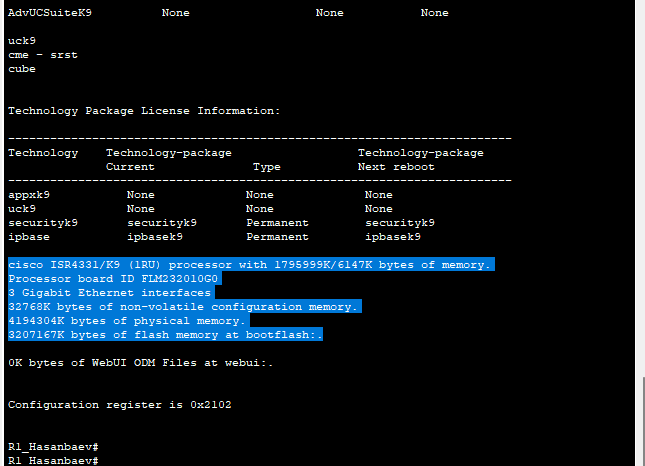 AdvUCSuiteK9 None None None
uck9
cme - srst
cube
Technology Package License Information:
------------------------------------------------------------------------
Technology Technology-package Technology-package
Current Type Next reboot
------------------------------------------------------------------------
appxk9 None None None
uck9 None None None
securityk9 securityk9 Permanent securityk9
ipbase ipbasek9 Permanent ipbasek9
cisco ISR4331/K9 (1RU) processor with 1795999K/6147K bytes of memory.
Processor board ID FLM232010G0
3 Gigabit Ethernet interfaces
32768K bytes of non-volatile configuration memory.
4194304K bytes of physical memory.
3207167K bytes of flash memory at bootflash:.
0K bytes of WebUI ODM Files at webui:.
Configuration register is 0x2102
R1_Hasanbaev#
R1_Hasanbaev#